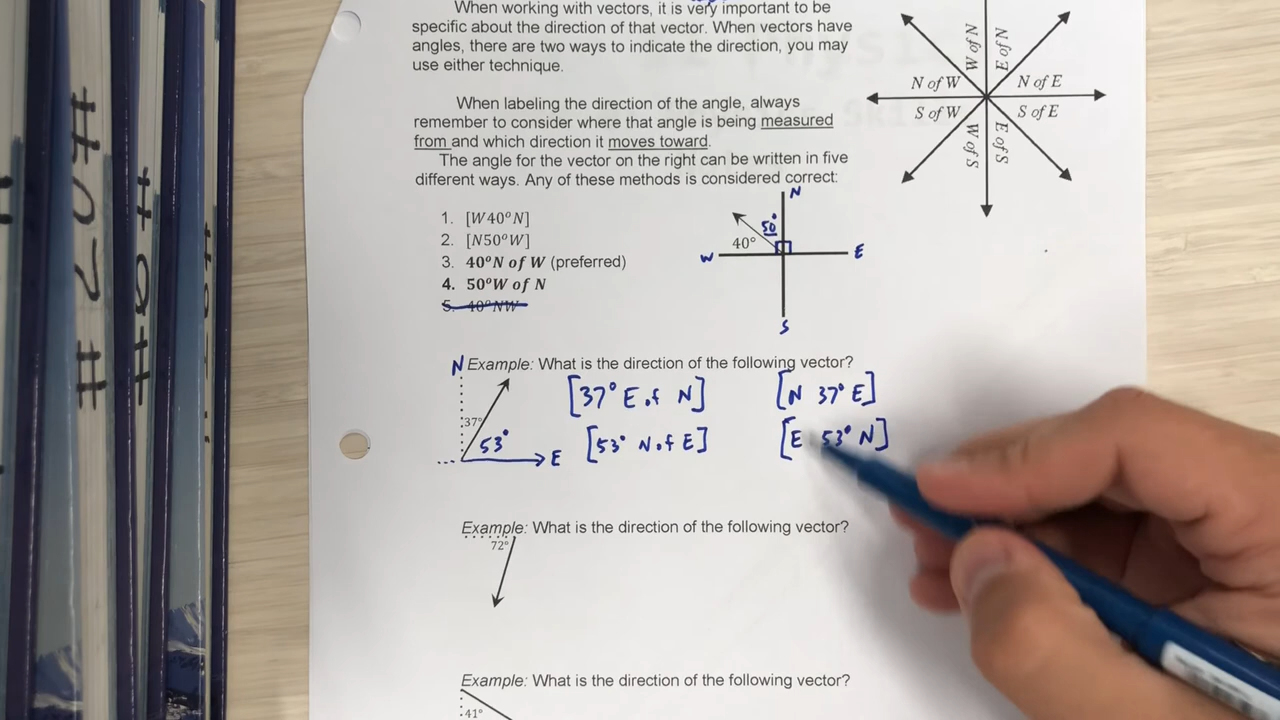 When working with vectors, it is very important to be
specific about the direction of that vector. When vectors have
angles, there are two ways to indicate the direction, you may
use either technique.
When labeling the direction of the angle, always
remember to consider where that angle is being measured
from and which direction it moves toward.
The angle for the vector on the right can be written in five
different ways. Any of these methods is considered correct:
1. [W40°N]
2. [N50°W]
3. 40°N of W (preferred)
4. 50°W of N
5. 40°NW
N
50°
40°
W
E
S
W of N
N of E
N of W
N of E
S of W
S of E
W of S
E of S
Example: What is the direction of the following vector?
N
37°
53°
E
[37° E of N]
[N 37° E]
[53° N of E]
[E 53° N]
Example: What is the direction of the following vector?
72°
Example: What is the direction of the following vector?
41°
#20
#
#